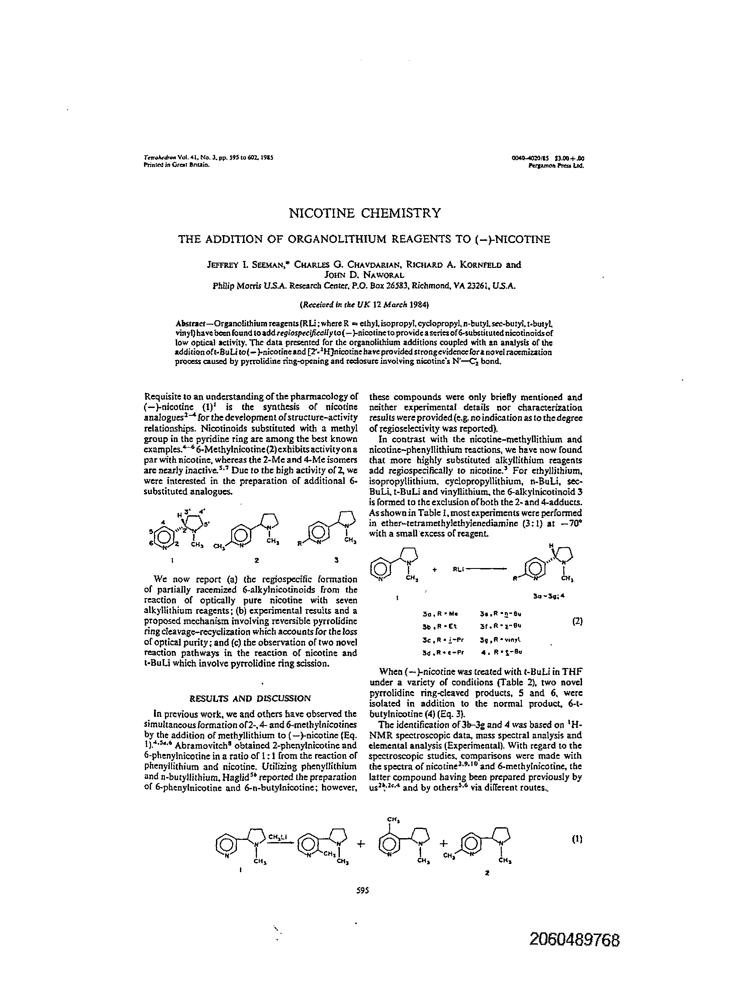 Tetrahedron Vol. 41, No. 3, pp. 595 to 602, 1985
Printed in Great Britain.
0040-4020/85 $3.00+.00
Pergamon Press Ltd.
NICOTINE CHEMISTRY
THE ADDITION OF ORGANOLITHIUM REAGENTS TO (−)-NICOTINE
JEFFREY I. SEEMAN,* CHARLES G. CHAVDARIAN, RICHARD A. KORNFELD and
JOHN D. NAWORAL
Philip Morris U.S.A. Research Center, P.O. Box 26583, Richmond, VA 23261, U.S.A.
(Received in the UK 12 March 1984)
Abstract—Organolithium reagents (RLi; where R = ethyl, isopropyl, cyclopropyl, n-butyl, sec-butyl, t-butyl,
vinyl) have been found to add regiospecifically to (−)-nicotine to provide a series of 6-substituted nicotinoids of
low optical activity. The data presented for the organolithium additions coupled with an analysis of the
addition of t-BuLi to (−)-nicotine and [2'-²H]nicotine have provided strong evidence for a novel racemization
process caused by pyrrolidine ring-opening and reclosure involving nicotine's N'—C'₂ bond.
Requisite to an understanding of the pharmacology of
(−)-nicotine (1)¹ is the synthesis of nicotine
analogues²⁻⁴ for the development of structure–activity
relationships. Nicotinoids substituted with a methyl
group in the pyridine ring are among the best known
examples.⁴⁻⁶ 6-Methylnicotine (2) exhibits activity on a
par with nicotine, whereas the 2-Me and 4-Me isomers
are nearly inactive.⁵,⁷ Due to the high activity of 2, we
were interested in the preparation of additional 6-
substituted analogues.
H 3' 4'
5 4 5'
6 N 2 N CH₃ CH₃ N N CH₃ R N N CH₃
1 2 3
We now report (a) the regiospecific formation
of partially racemized 6-alkylnicotinoids from the
reaction of optically pure nicotine with seven
alkyllithium reagents; (b) experimental results and a
proposed mechanism involving reversible pyrrolidine
ring cleavage–recyclization which accounts for the loss
of optical purity; and (c) the observation of two novel
reaction pathways in the reaction of nicotine and
t-BuLi which involve pyrrolidine ring scission.
RESULTS AND DISCUSSION
In previous work, we and others have observed the
simultaneous formation of 2-, 4- and 6-methylnicotines
by the addition of methyllithium to (−)-nicotine (Eq.
1).⁴,⁵ᵃ,⁶ Abramovitch⁸ obtained 2-phenylnicotine and
6-phenylnicotine in a ratio of 1:1 from the reaction of
phenyllithium and nicotine. Utilizing phenyllithium
and n-butyllithium, Haglid⁵ᵇ reported the preparation
of 6-phenylnicotine and 6-n-butylnicotine; however,
these compounds were only briefly mentioned and
neither experimental details nor characterization
results were provided (e.g. no indication as to the degree
of regioselectivity was reported).
In contrast with the nicotine–methyllithium and
nicotine–phenyllithium reactions, we have now found
that more highly substituted alkyllithium reagents
add regiospecifically to nicotine.³ For ethyllithium,
isopropyllithium, cyclopropyllithium, n-BuLi, sec-
BuLi, t-BuLi and vinyllithium, the 6-alkylnicotinoid 3
is formed to the exclusion of both the 2- and 4-adducts.
As shown in Table 1, most experiments were performed
in ether–tetramethylethylenediamine (3:1) at −70°
with a small excess of reagent.
N N CH₃ + RLi R N H N CH₃
1 3a-3g; 4
3a, R = Me 3e, R = n-Bu
3b, R = Et 3f, R = s-Bu
3c, R = i-Pr 3g, R = vinyl
3d, R = c-Pr 4, R = t-Bu
(2)
When (−)-nicotine was treated with t-BuLi in THF
under a variety of conditions (Table 2), two novel
pyrrolidine ring-cleaved products, 5 and 6, were
isolated in addition to the normal product, 6-t-
butylnicotine (4) (Eq. 3).
The identification of 3b–3g and 4 was based on ¹H-
NMR spectroscopic data, mass spectral analysis and
elemental analysis (Experimental). With regard to the
spectroscopic studies, comparisons were made with
the spectra of nicotine²,⁹,¹⁰ and 6-methylnicotine, the
latter compound having been prepared previously by
us²ᵇ,²ᶜ,⁴ and by others⁵,⁶ via different routes.
N N CH₃ CH₃Li N CH₃ N CH₃ + CH₃ N N CH₃ + CH₃ N N CH₃ (1)
1 2
595
2060489768